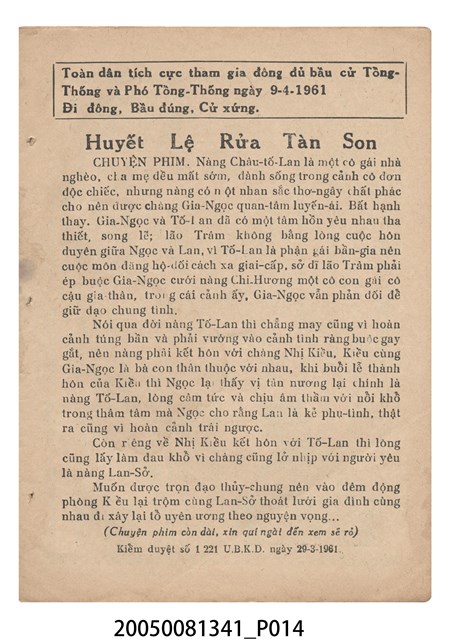 Toàn dân tích cực tham gia đông đủ bầu cử Tổng-
Thống và Phó Tổng-Thống ngày 9-4-1961
Đi đông, Bầu đúng, Cử xứng.
Huyết Lệ Rửa Tàn Son
CHUYỆN PHIM. Nàng Châu-tố-Lan là một cô gái nhà
nghèo, cha mẹ đều mất sớm, đành sống trong cảnh cô đơn
độc chiếc, nhưng nàng có một nhan sắc thơ-ngây chất phác
cho nên được chàng Gia-Ngọc quan-tâm luyến-ái. Bất hạnh
thay. Gia-Ngọc và Tố-Lan đã có một tâm hồn yêu nhau tha
thiết, song lẽ; lão Tràm không bằng lòng cuộc hôn
duyên giữa Ngọc và Lan, vì Tố-Lan là phận gái bần-gia nên
cuộc môn đăng hộ-đối cách xa giai-cấp, sở dĩ lão Tràm phải
ép buộc Gia-Ngọc cưới nàng Chi-Hương một cô con gái cô
cậu gia-thân, trong cái cảnh ấy, Gia-Ngọc vẫn phản đối để
giữ đạo chung tình.
Nói qua đời nàng Tố-Lan thì chẳng may cũng vì hoàn
cảnh túng bần và phải vướng vào cảnh tình ràng buộc gay
gắt, nên nàng phải kết hôn với chàng Nhị Kiều, Kiều cùng
Gia-Ngọc là bà con thân thuộc với nhau, khi buổi lễ thành
hôn của Kiều thì Ngọc lại thấy vị tân nương lại chính là
nàng Tố-Lan, lòng căm tức và chịu âm thầm với nỗi khổ
trong thâm tâm mà Ngọc cho rằng Lan là kẻ phụ-tình, thật
ra cũng vì hoàn cảnh trái ngược.
Còn riêng về Nhị Kiều kết hôn với Tố-Lan thì lòng
cũng lấy làm đau khổ vì chàng cũng lở nhịp với người yêu
là nàng Lan-Sở.
Muốn được trọn đạo thủy-chung nên vào đêm động
phòng Kiều lại trộm cùng Lan-Sở thoát lưới gia đình cùng
nhau đi xây lại tổ uyên ương theo nguyện vọng...
(Chuyện phim còn dài, xin quí ngài đến xem sẽ rõ)
Kiểm duyệt số 1 221 U.B.K.D. ngày 29-3-1961.
20050081341_P014